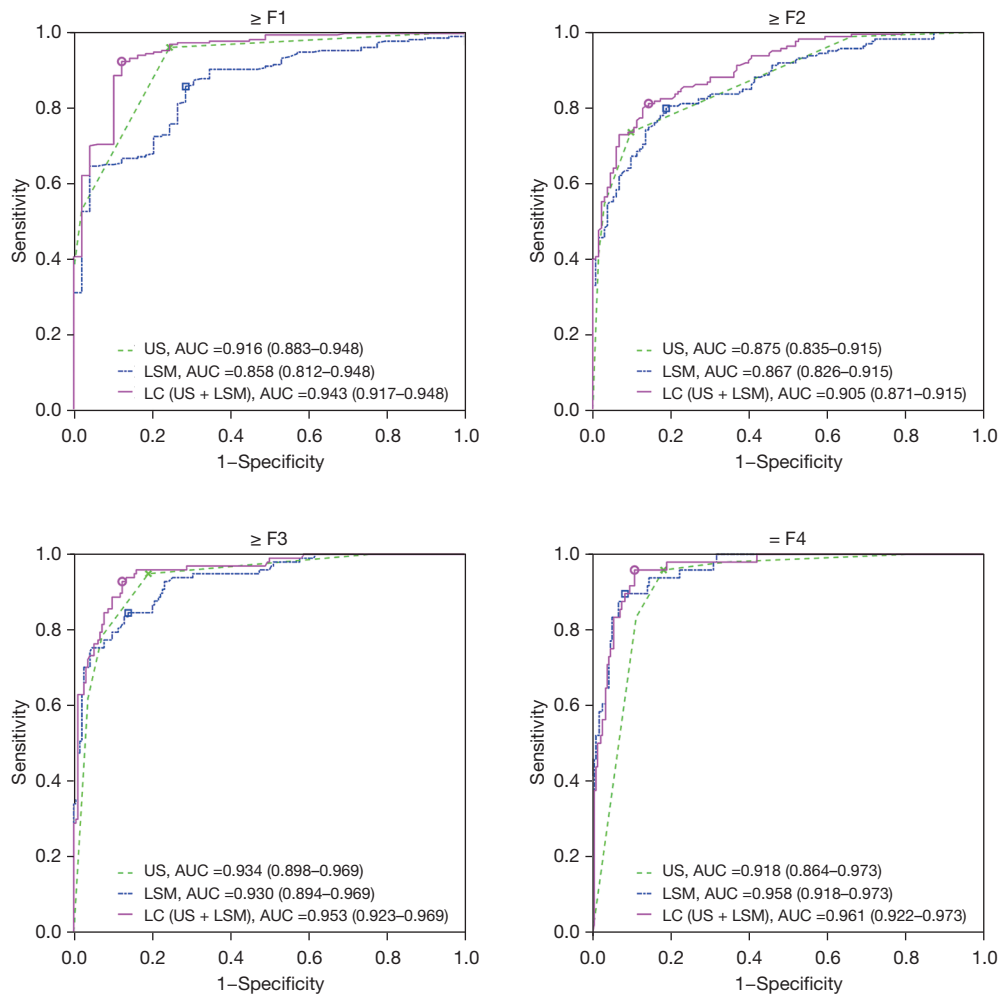 ≥ F1
1.0
0.8
0.6
0.4
0.2
0.0
Sensitivity
US, AUC =0.916 (0.883–0.948)
LSM, AUC =0.858 (0.812–0.948)
LC (US + LSM), AUC =0.943 (0.917–0.948)
0.0 0.2 0.4 0.6 0.8 1.0
1–Specificity
≥ F2
1.0
0.8
0.6
0.4
0.2
0.0
Sensitivity
US, AUC =0.875 (0.835–0.915)
LSM, AUC =0.867 (0.826–0.915)
LC (US + LSM), AUC =0.905 (0.871–0.915)
0.0 0.2 0.4 0.6 0.8 1.0
1–Specificity
≥ F3
1.0
0.8
0.6
0.4
0.2
0.0
Sensitivity
US, AUC =0.934 (0.898–0.969)
LSM, AUC =0.930 (0.894–0.969)
LC (US + LSM), AUC =0.953 (0.923–0.969)
0.0 0.2 0.4 0.6 0.8 1.0
1–Specificity
= F4
1.0
0.8
0.6
0.4
0.2
0.0
Sensitivity
US, AUC =0.918 (0.864–0.973)
LSM, AUC =0.958 (0.918–0.973)
LC (US + LSM), AUC =0.961 (0.922–0.973)
0.0 0.2 0.4 0.6 0.8 1.0
1–Specificity